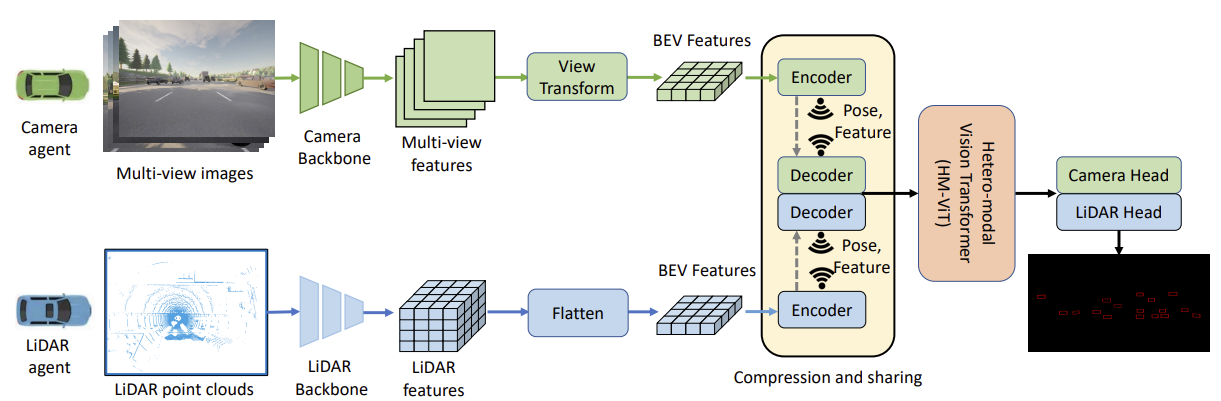 Camera
agent
Multi-view images
Camera
Backbone
Multi-view
features
View
Transform
BEV Features
Encoder
Pose,
Feature
Decoder
Decoder
Pose,
Feature
Encoder
Compression and sharing
Hetero-modal
Vision Transformer
(HM-ViT)
Camera Head
LiDAR Head
LiDAR
agent
LiDAR point clouds
LiDAR
Backbone
LiDAR
features
Flatten
BEV Features